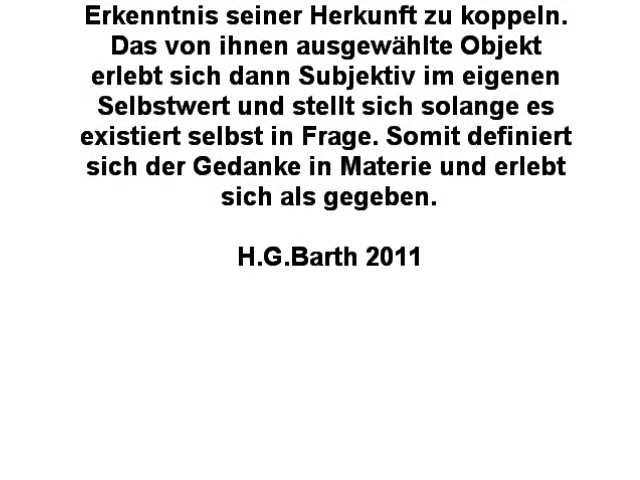 Erkenntnis seiner Herkunft zu koppeln.
Das von ihnen ausgewählte Objekt
erlebt sich dann Subjektiv im eigenen
Selbstwert und stellt sich solange es
existiert selbst in Frage. Somit definiert
sich der Gedanke in Materie und erlebt
sich als gegeben.
H.G.Barth 2011